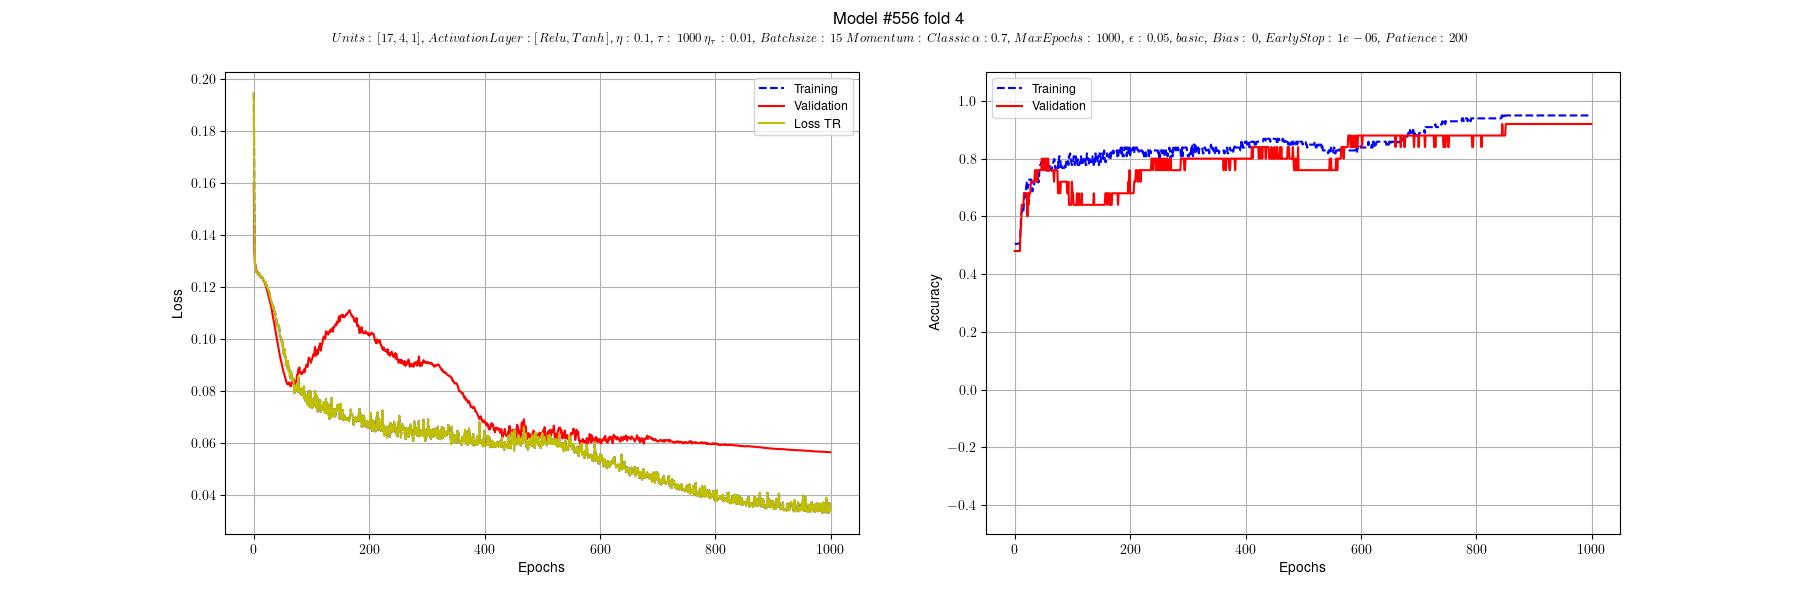 Model #556 fold 4
Units : [17, 4, 1], ActivationLayer : [Relu, Tanh], η : 0.1, τ : 1000 ητ : 0.01, Batchsize : 15 Momentum : Classic α : 0.7, MaxEpochs : 1000, ϵ : 0.05, basic, Bias : 0, EarlyStop : 1e − 06, Patience : 200
0.20
0.18
0.16
0.14
0.12
0.10
0.08
0.06
0.04
Loss
0 200 400 600 800 1000
Epochs
Training
Validation
Loss TR
1.0
0.8
0.6
0.4
0.2
0.0
−0.2
−0.4
Accuracy
0 200 400 600 800 1000
Epochs
Training
Validation